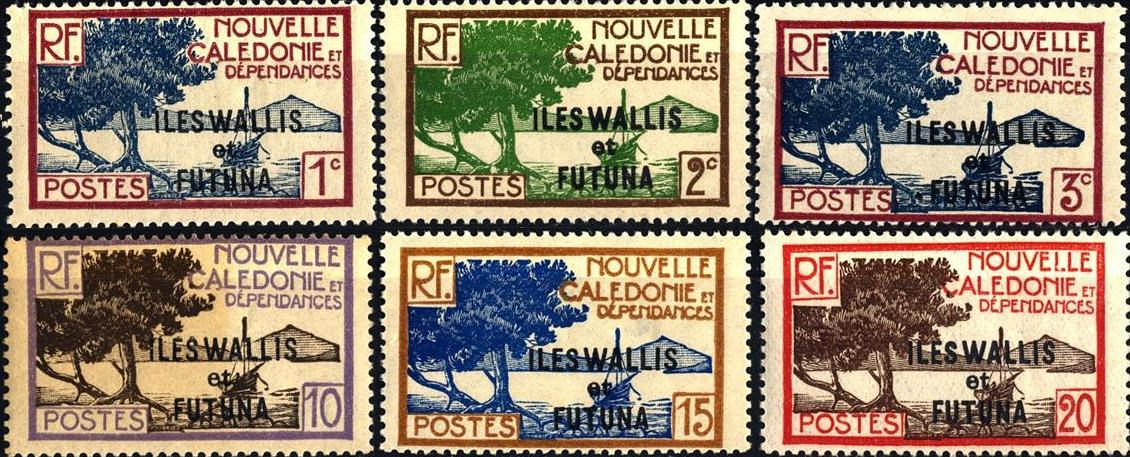 RF.
NOUVELLE
CALEDONIE ET
DÉPENDANCES
ILES WALLIS
et
FUTUNA
POSTES
1c
RF.
NOUVELLE
CALEDONIE ET
DÉPENDANCES
ILES WALLIS
et
FUTUNA
POSTES
2c
RF.
NOUVELLE
CALEDONIE ET
DÉPENDANCES
ILES WALLIS
et
FUTUNA
POSTES
3c
RF.
NOUVELLE
CALEDONIE ET
DÉPENDANCES
ILES WALLIS
et
FUTUNA
POSTES
10
RF.
NOUVELLE
CALEDONIE ET
DÉPENDANCES
ILES WALLIS
et
FUTUNA
POSTES
15
RF.
NOUVELLE
CALEDONIE ET
DÉPENDANCES
ILES WALLIS
et
FUTUNA
POSTES
20